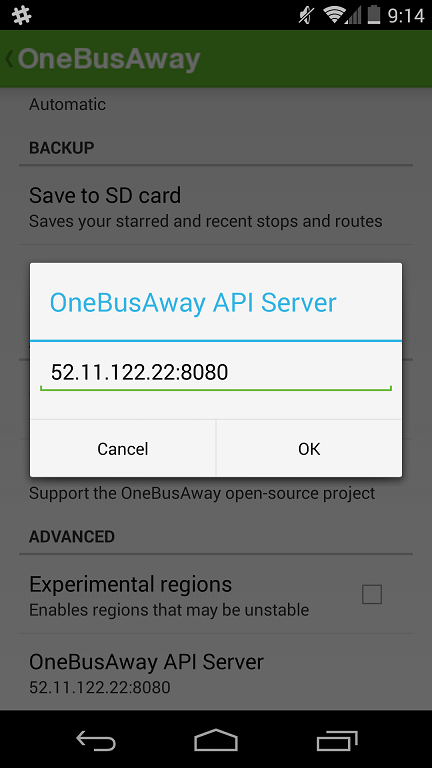 9:14
OneBusAway
Automatic
BACKUP
Save to SD card
Saves your starred and recent stops and routes
OneBusAway API Server
52.11.122.22:8080
Cancel
OK
Support the OneBusAway open-source project
ADVANCED
Experimental regions
Enables regions that may be unstable
OneBusAway API Server
52.11.122.22:8080